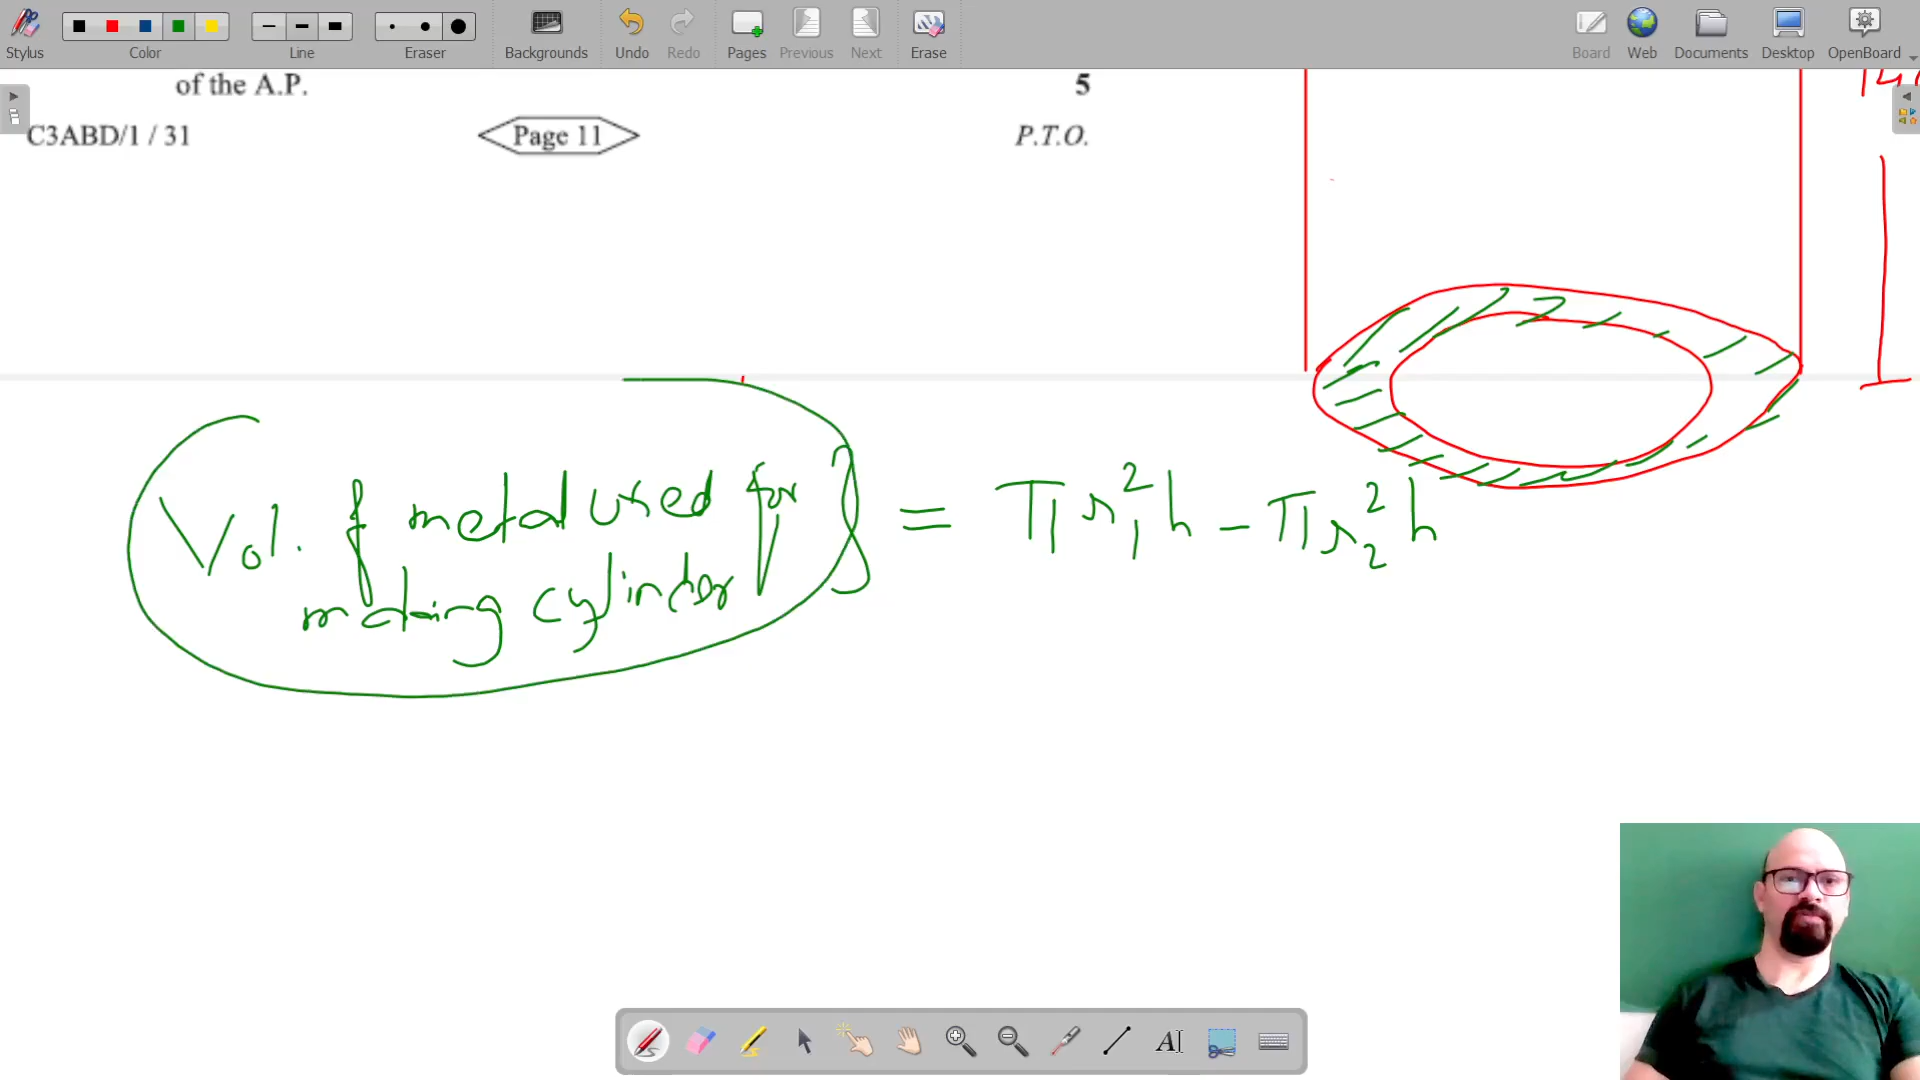 Stylus Color Line Eraser Backgrounds Undo Redo Pages Previous Next Erase Board Web Documents Desktop OpenBoard
of the A.P. 5
C3ABD/1 / 31 Page 11 P.T.O.
Vol. of metal used for } = πr₁²h − πr₂²h
making cylinder